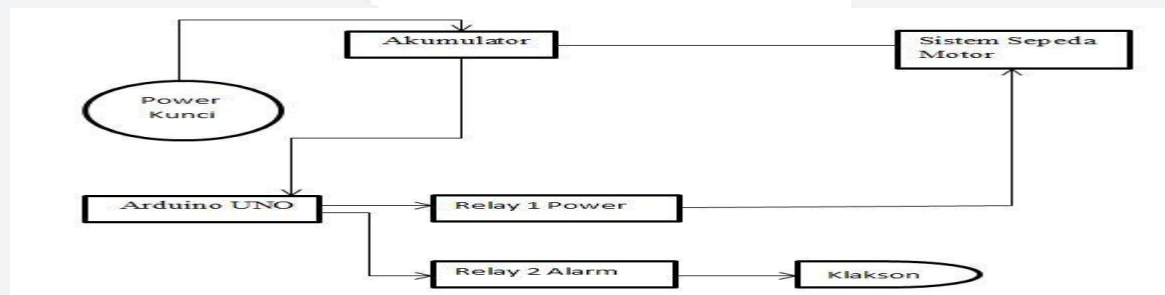 Akumulator
Sistem Sepeda
Motor
Power
Kunci
Arduino UNO
Relay 1 Power
Relay 2 Alarm
Klakson